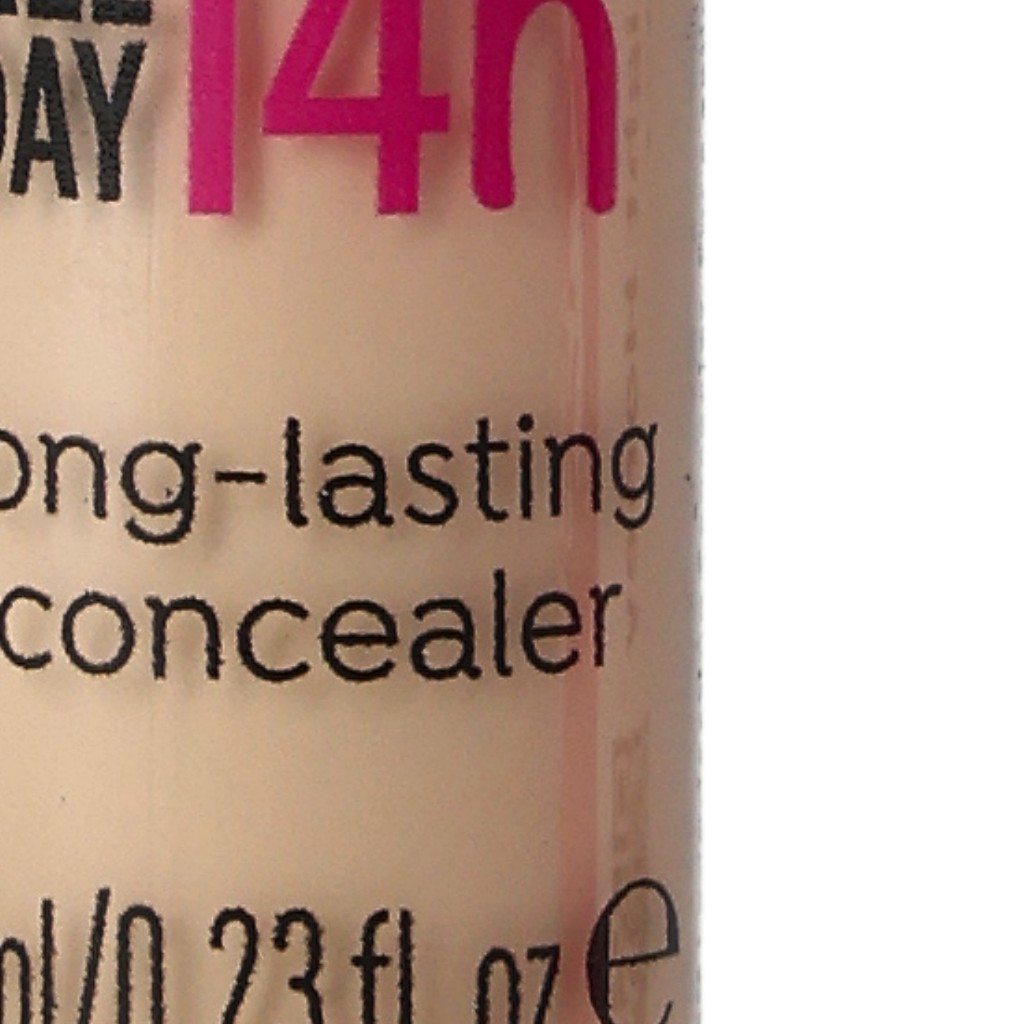 DAY 14h
ong-lasting
concealer
ml/0.23 fl oz e